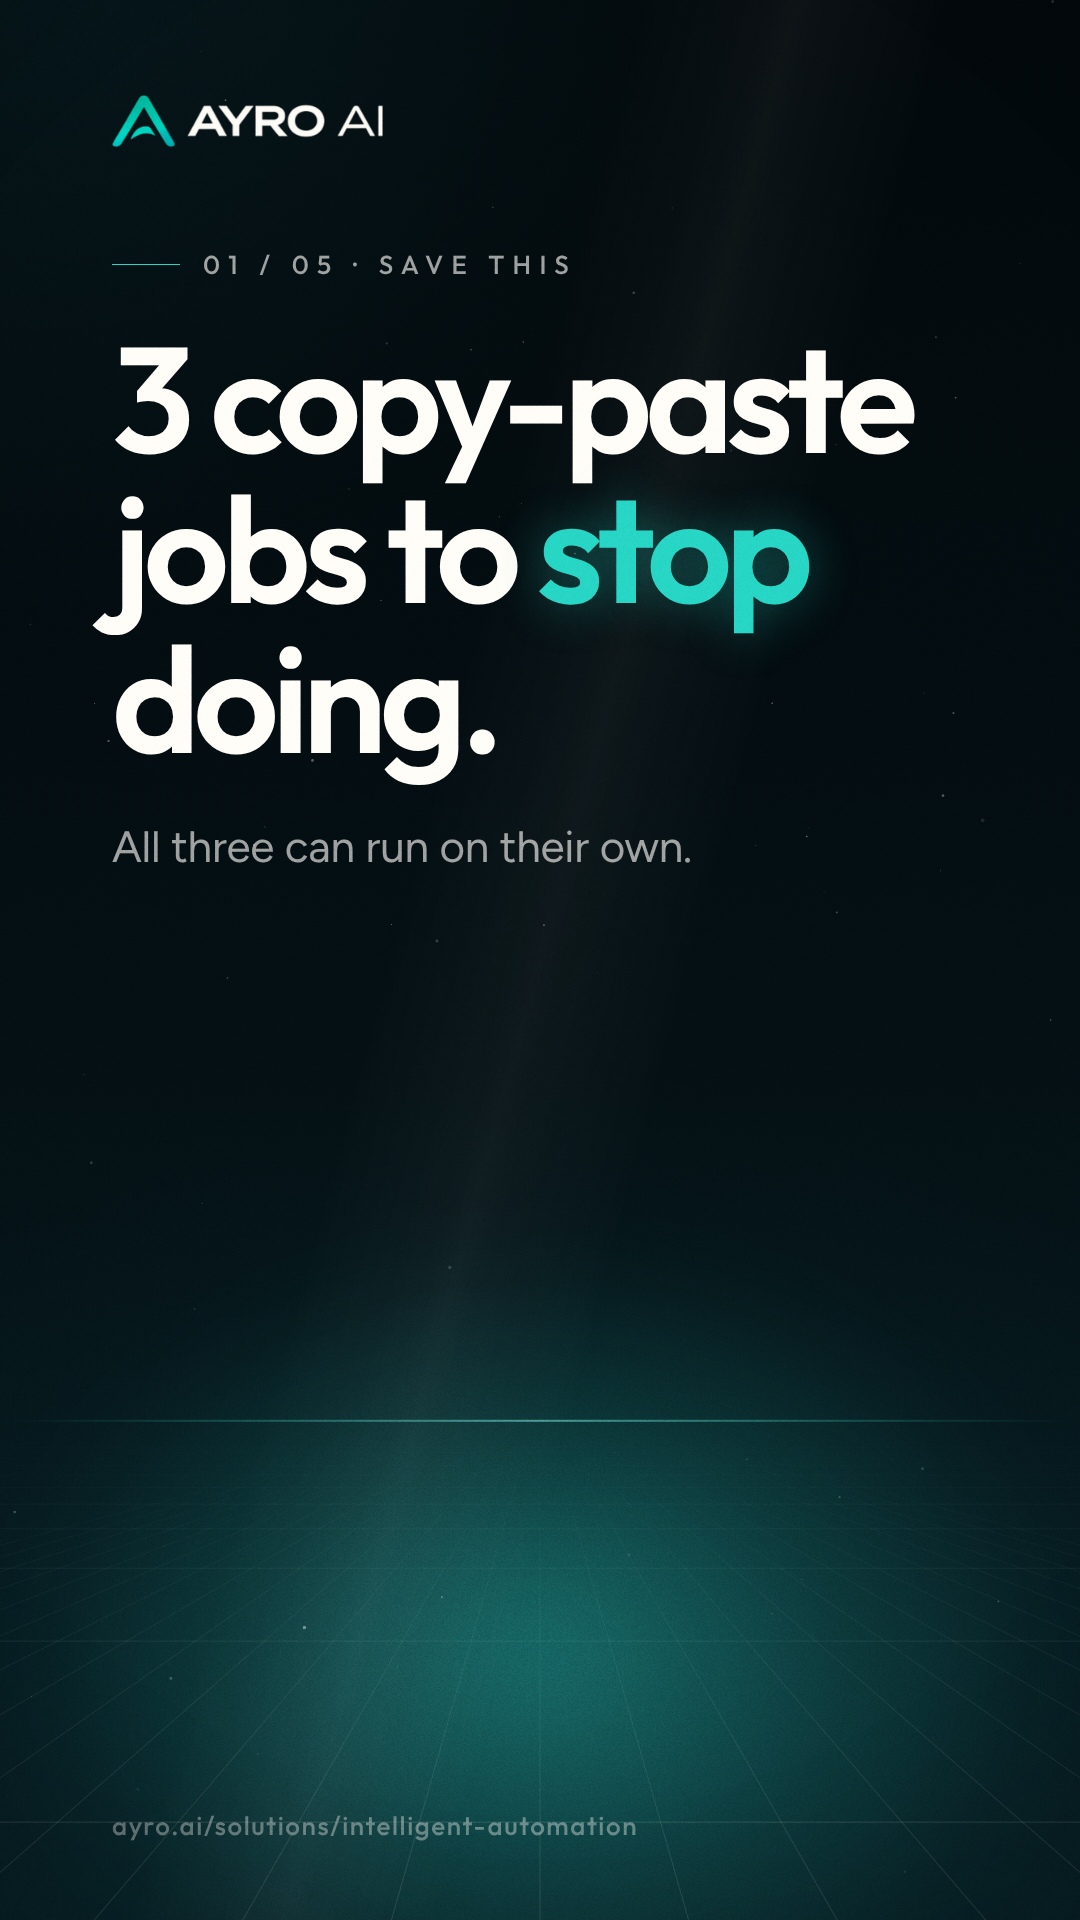 AYRO AI
01 / 05 · SAVE THIS
3 copy-paste
jobs to stop
doing.
All three can run on their own.
ayro.ai/solutions/intelligent-automation